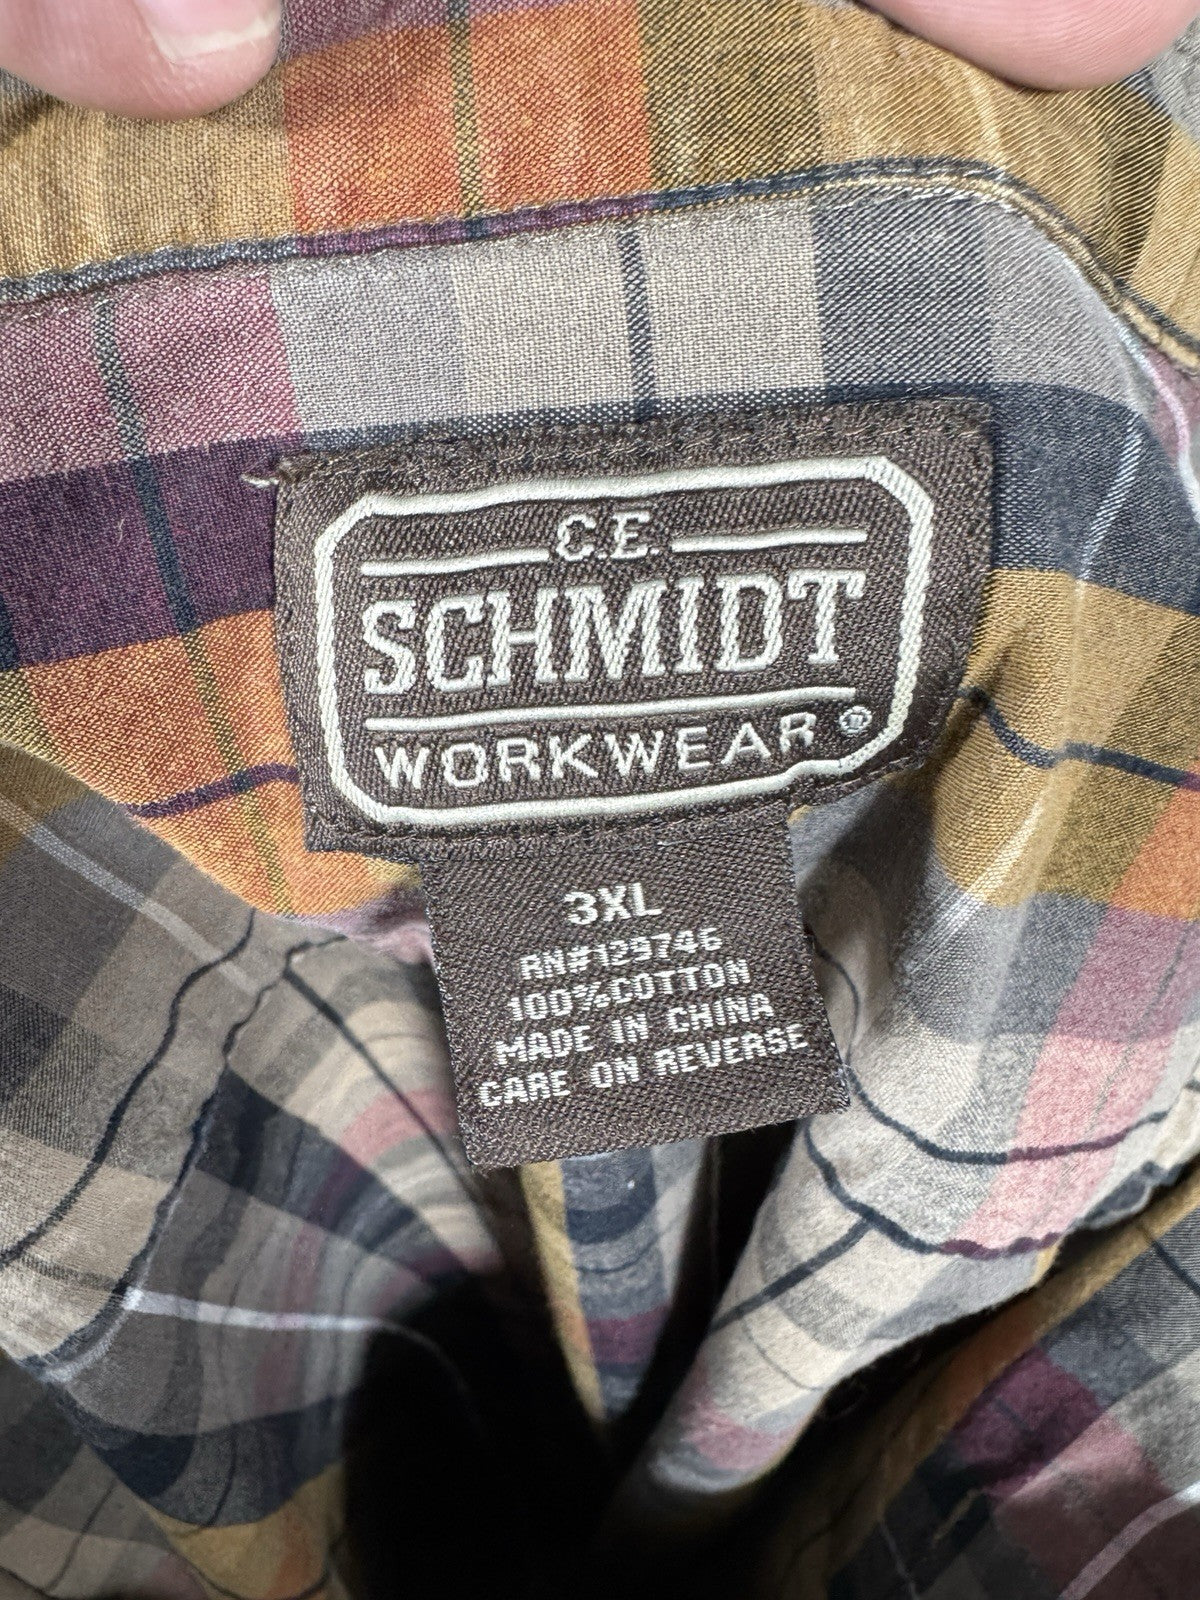 C.E.
SCHMIDT
WORKWEAR®
3XL
RN#129746
100%COTTON
MADE IN CHINA
CARE ON REVERSE